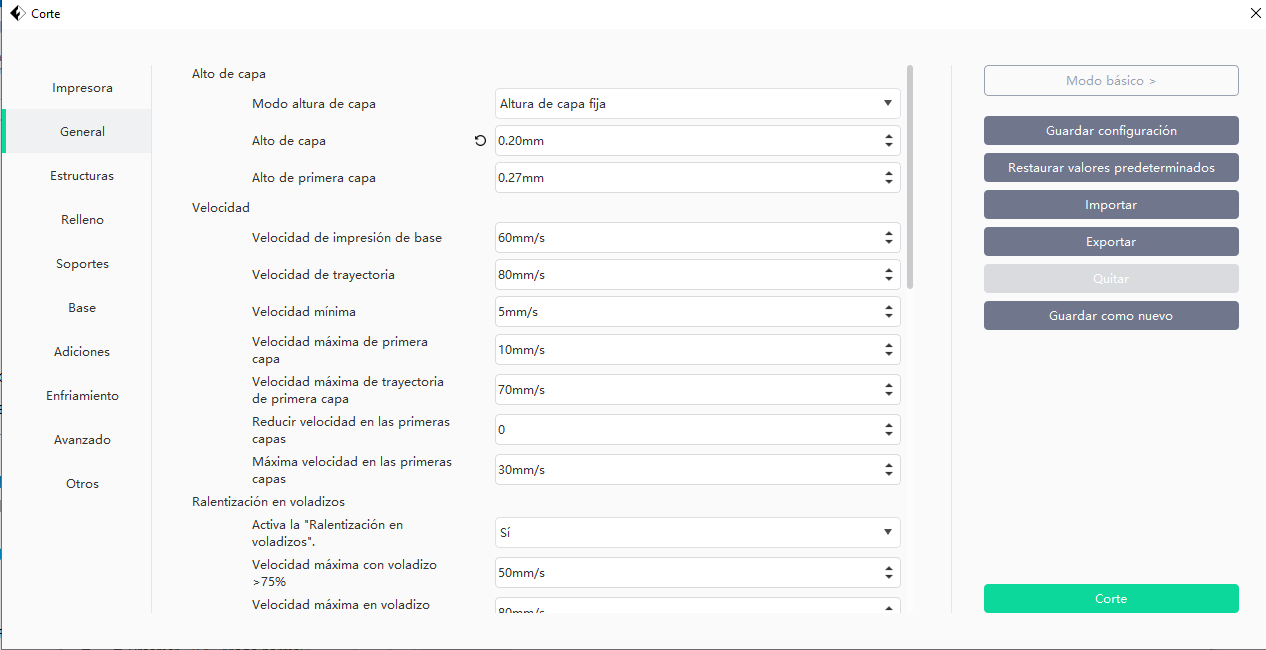 Corte
Impresora
General
Estructuras
Relleno
Soportes
Base
Adiciones
Enfriamiento
Avanzado
Otros
Alto de capa
Modo altura de capa Altura de capa fija
Alto de capa 0.20mm
Alto de primera capa 0.27mm
Velocidad
Velocidad de impresión de base 60mm/s
Velocidad de trayectoria 80mm/s
Velocidad mínima 5mm/s
Velocidad máxima de primera
capa 10mm/s
Velocidad máxima de trayectoria
de primera capa 70mm/s
Reducir velocidad en las primeras
capas 0
Máxima velocidad en las primeras
capas 30mm/s
Ralentización en voladizos
Activa la "Ralentización en
voladizos". Sí
Velocidad máxima con voladizo
>75% 50mm/s
Velocidad máxima en voladizo 80mm/s
Modo básico >
Guardar configuración
Restaurar valores predeterminados
Importar
Exportar
Quitar
Guardar como nuevo
Corte